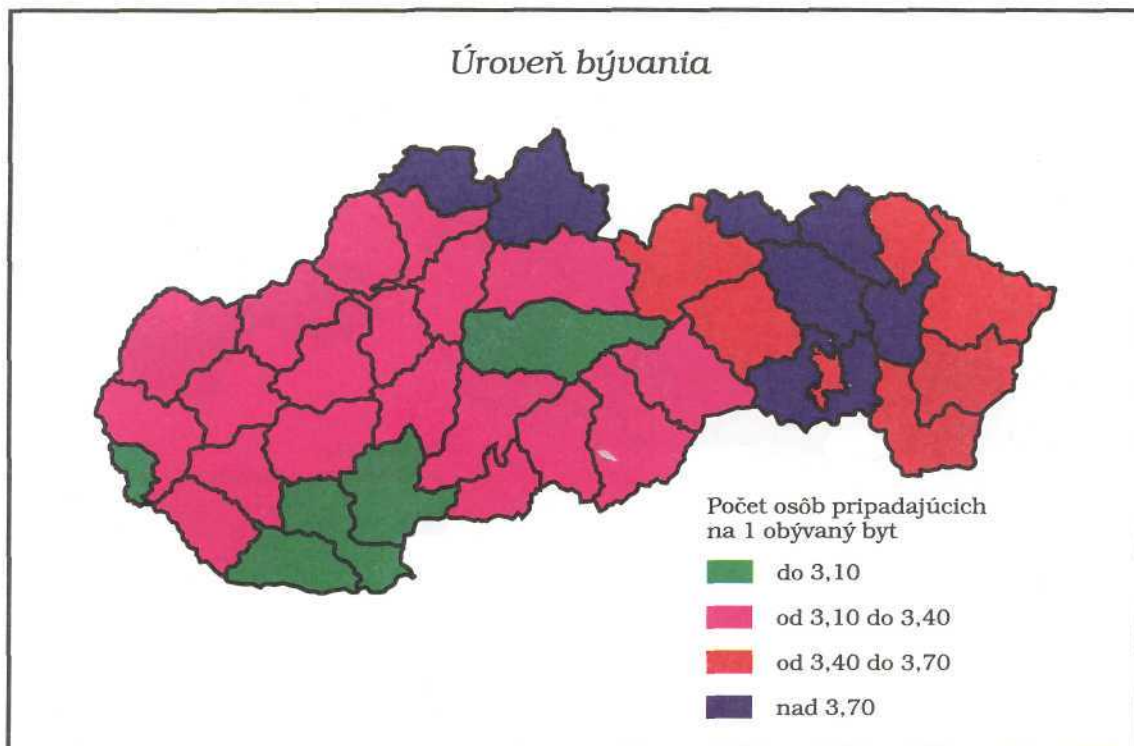 Úroveň bývania
Počet osôb pripadajúcich
na 1 obývaný byt
do 3,10
od 3,10 do 3,40
od 3,40 do 3,70
nad 3,70